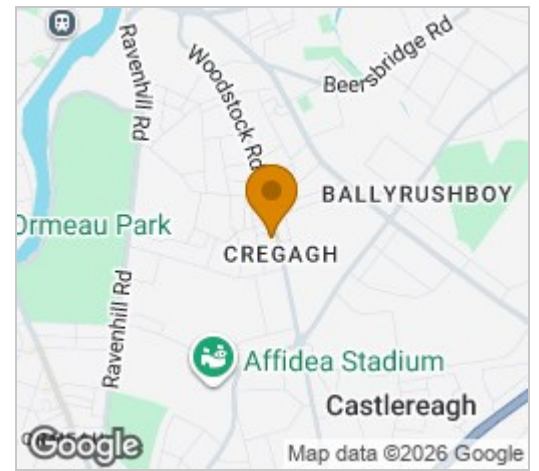 Ravenhill Rd
Woodstock Rd
Beersbridge Rd
BALLYRUSHBOY
Ormeau Park
CREGAGH
Ravenhill Rd
Affidea Stadium
Castlereagh
Google
Map data ©2026 Google